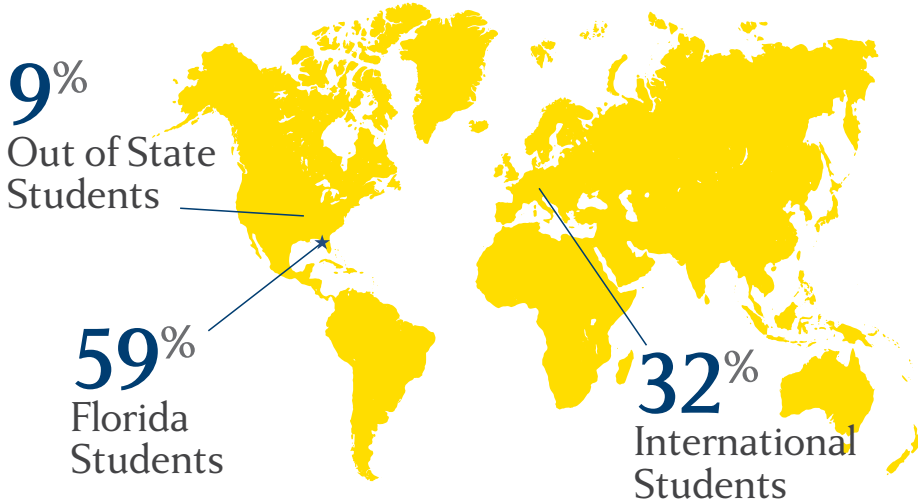 9%
Out of State
Students
59%
Florida
Students
32%
International
Students